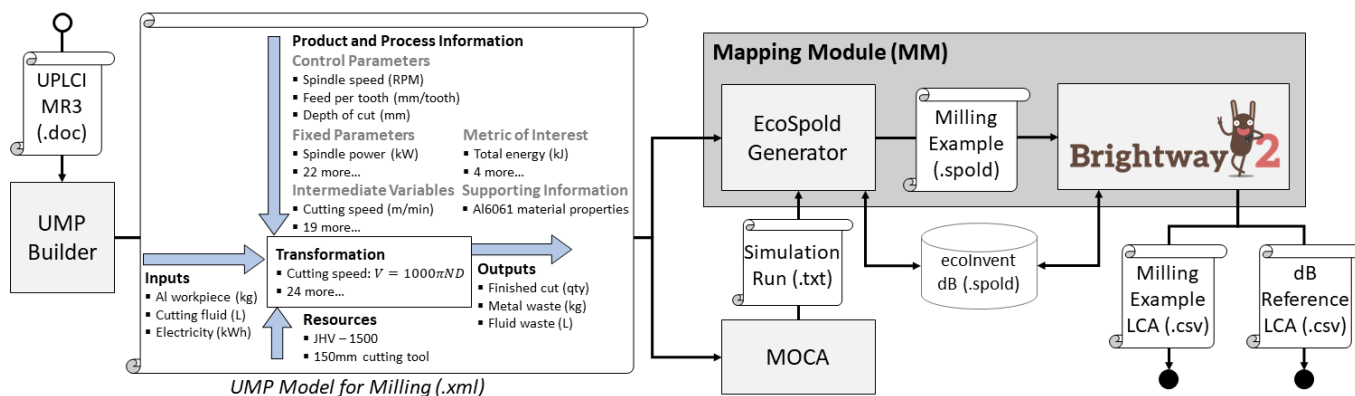 UPLCI
MR3
(.doc)
UMP
Builder
Product and Process Information
Control Parameters
▪ Spindle speed (RPM)
▪ Feed per tooth (mm/tooth)
▪ Depth of cut (mm)
Fixed Parameters
▪ Spindle power (kW)
▪ 22 more...
Metric of Interest
▪ Total energy (kJ)
▪ 4 more...
Intermediate Variables
▪ Cutting speed (m/min)
▪ 19 more...
Supporting Information
▪ Al6061 material properties
Transformation
▪ Cutting speed: V = 1000πND
▪ 24 more...
Inputs
▪ Al workpiece (kg)
▪ Cutting fluid (L)
▪ Electricity (kWh)
Outputs
▪ Finished cut (qty)
▪ Metal waste (kg)
▪ Fluid waste (L)
Resources
▪ JHV – 1500
▪ 150mm cutting tool
UMP Model for Milling (.xml)
Mapping Module (MM)
EcoSpold
Generator
Milling
Example
(.spold)
Brightway2
Simulation
Run (.txt)
ecoInvent
dB (.spold)
MOCA
Milling
Example
LCA (.csv)
dB
Reference
LCA (.csv)